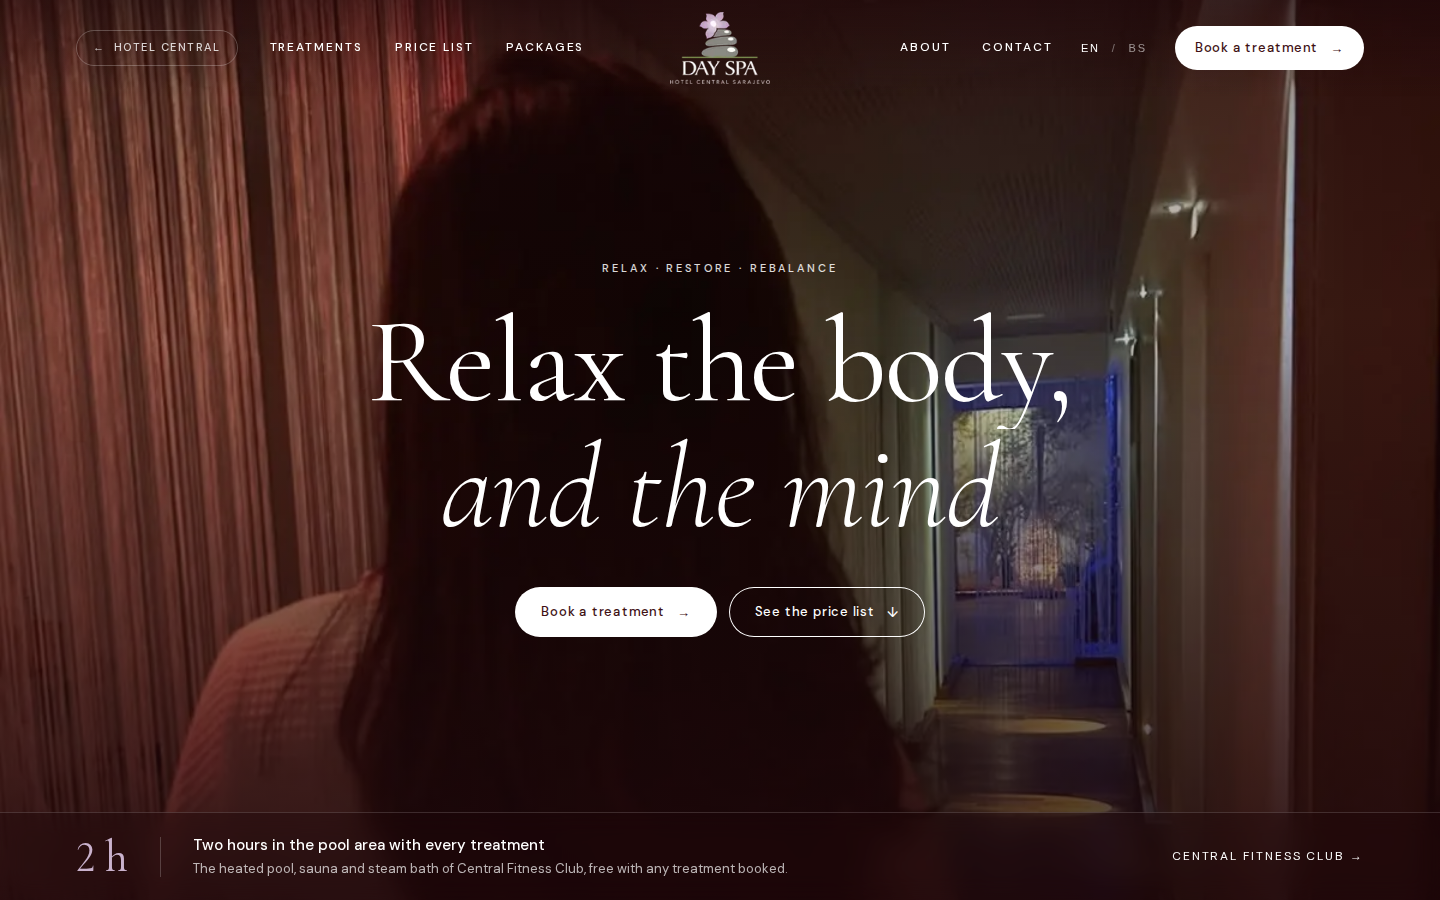 ← HOTEL CENTRAL
TREATMENTS
PRICE LIST
PACKAGES
DAY SPA
HOTEL CENTRAL SARAJEVO
ABOUT
CONTACT
EN / BS
Book a treatment →
RELAX · RESTORE · REBALANCE
Relax the body,
and the mind
Book a treatment →
See the price list ↓
2 h
Two hours in the pool area with every treatment
The heated pool, sauna and steam bath of Central Fitness Club, free with any treatment booked.
CENTRAL FITNESS CLUB →